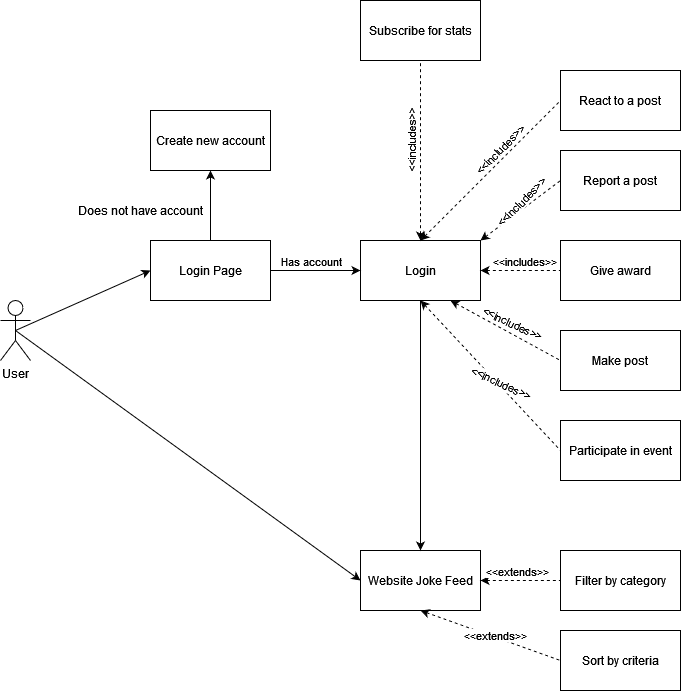 Subscribe for stats
<<includes>>
React to a post
<<includes>>
Create new account
Report a post
<<includes>>
Does not have account
Login Page
Has account
Login
<<includes>>
Give award
<<includes>>
Make post
User
<<includes>>
Participate in event
Website Joke Feed
<<extends>>
Filter by category
<<extends>>
Sort by criteria